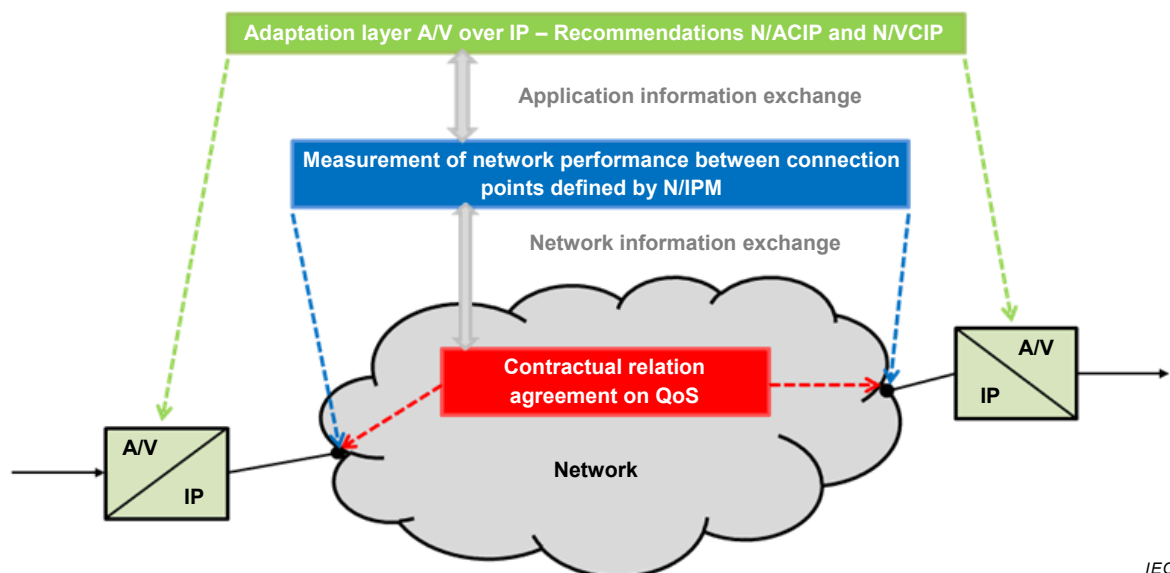 Adaptation layer A/V over IP – Recommendations N/ACIP and N/VCIP
Application information exchange
Measurement of network performance between connection
points defined by N/IPM
Network information exchange
Contractual relation
agreement on QoS
A/V
IP
A/V
IP
Network
IEC